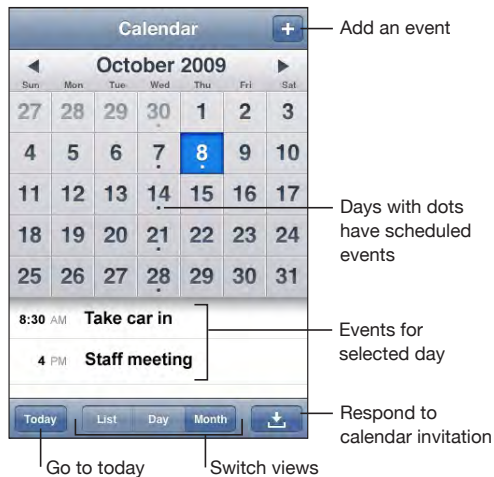 Calendar
+
Add an event
October 2009
Sun Mon Tue Wed Thu Fri Sat
27 28 29 30 1 2 3
4 5 6 7 8 9 10
11 12 13 14 15 16 17
18 19 20 21 22 23 24
25 26 27 28 29 30 31
Days with dots
have scheduled
events
8:30 AM Take car in
4 PM Staff meeting
Events for
selected day
Today List Day Month
Respond to
calendar invitation
Go to today
Switch views